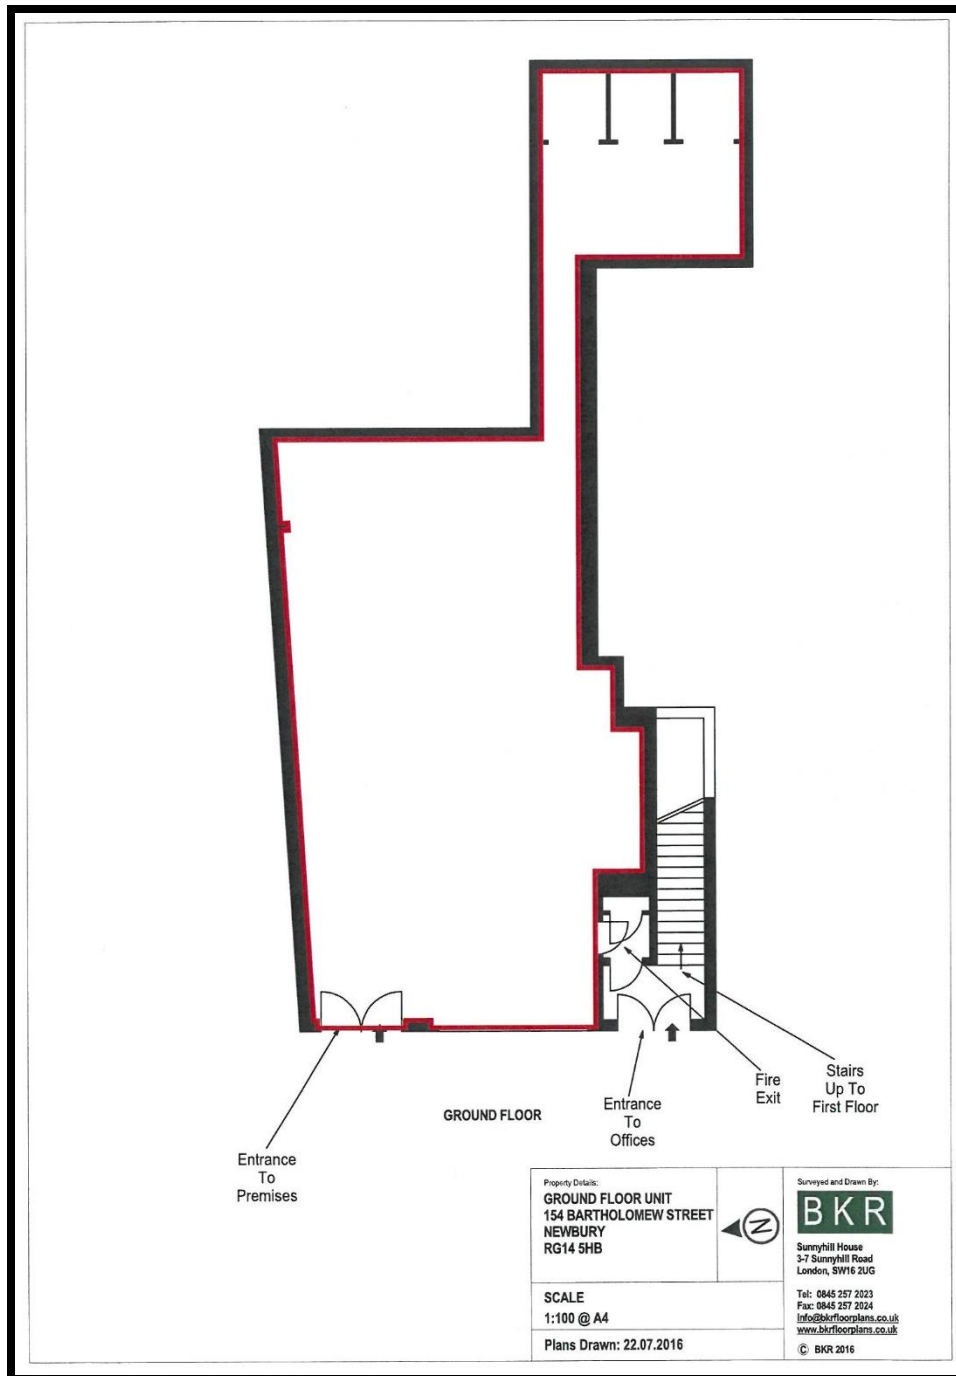 Entrance
To
Premises
GROUND FLOOR
Entrance
To
Offices
Fire
Exit
Stairs
Up To
First Floor
Property Details:
GROUND FLOOR UNIT
154 BARTHOLOMEW STREET
NEWBURY
RG14 5HB
N
SCALE
1:100 @ A4
Plans Drawn: 22.07.2016
Surveyed and Drawn By:
BKR
Sunnyhill House
3-7 Sunnyhill Road
London, SW16 2UG
Tel: 0845 257 2023
Fax: 0845 257 2024
info@bkrfloorplans.co.uk
www.bkrfloorplans.co.uk
© BKR 2016